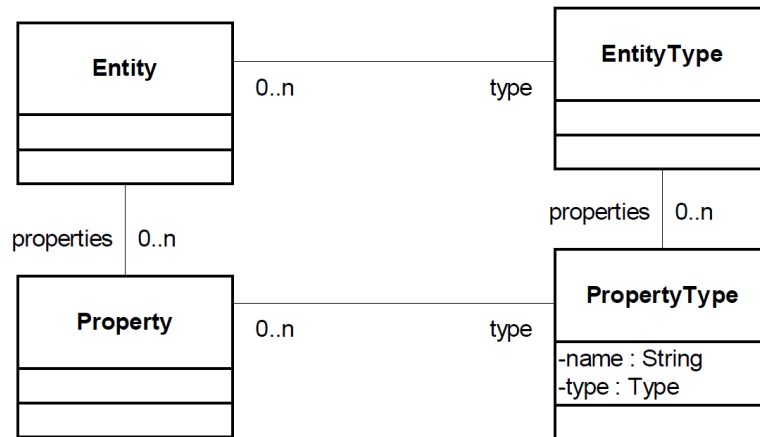 Entity
EntityType
0..n
type
properties
0..n
properties
0..n
Property
PropertyType
0..n
type
-name : String
-type : Type